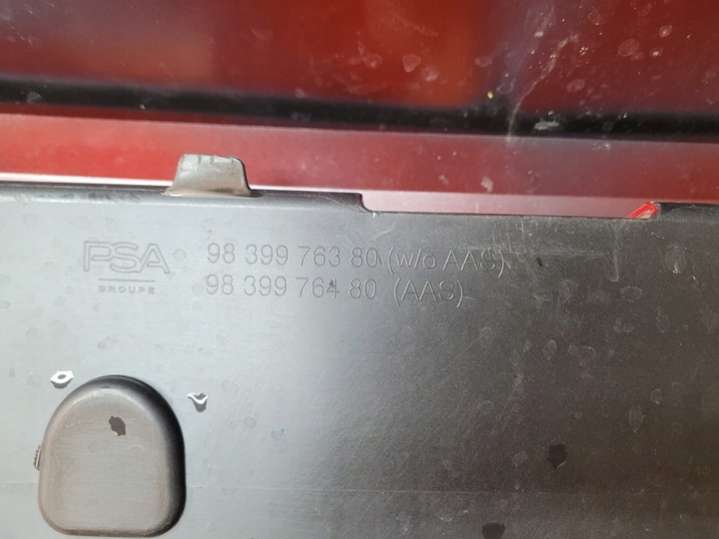 PSA
GROUPE
98 399 763 80 (w/o AAS)
98 399 764 80 (AAS)